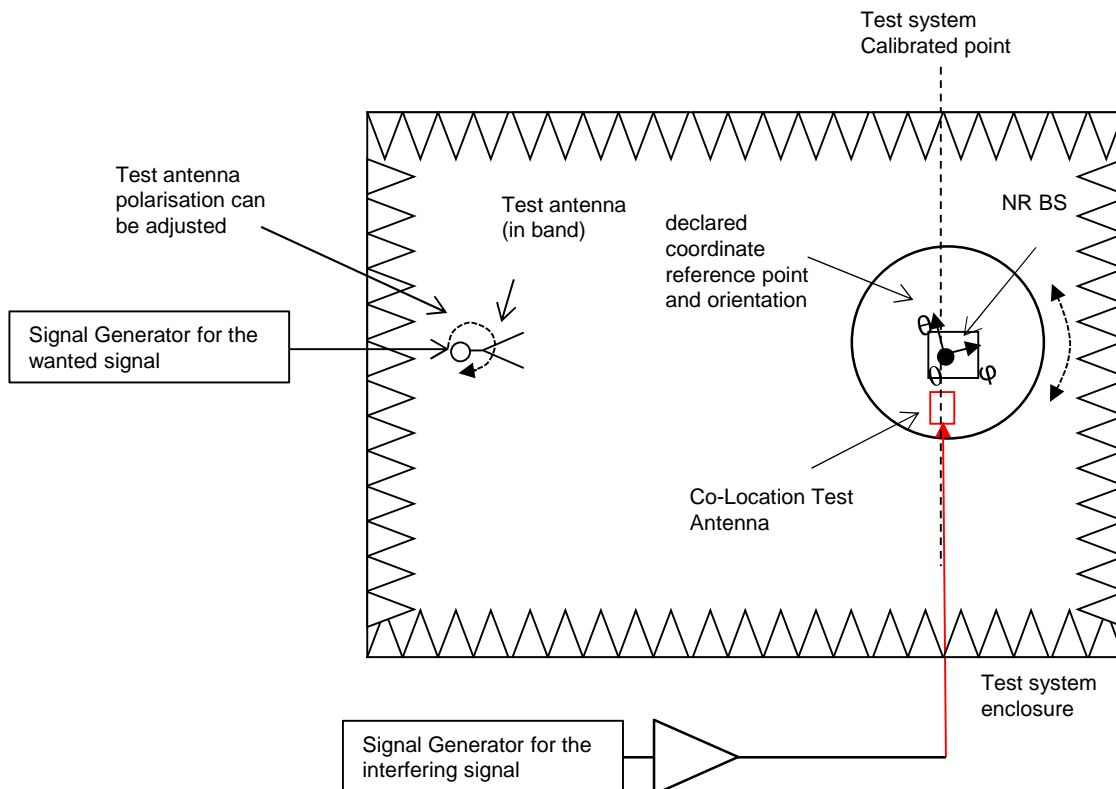 Test system
Calibrated point
Test antenna
polarisation can
be adjusted
Test antenna
(in band)
declared
coordinate
reference point
and orientation
NR BS
Signal Generator for the
wanted signal
θ
0
φ
Co-Location Test
Antenna
Test system
enclosure
Signal Generator for the
interfering signal